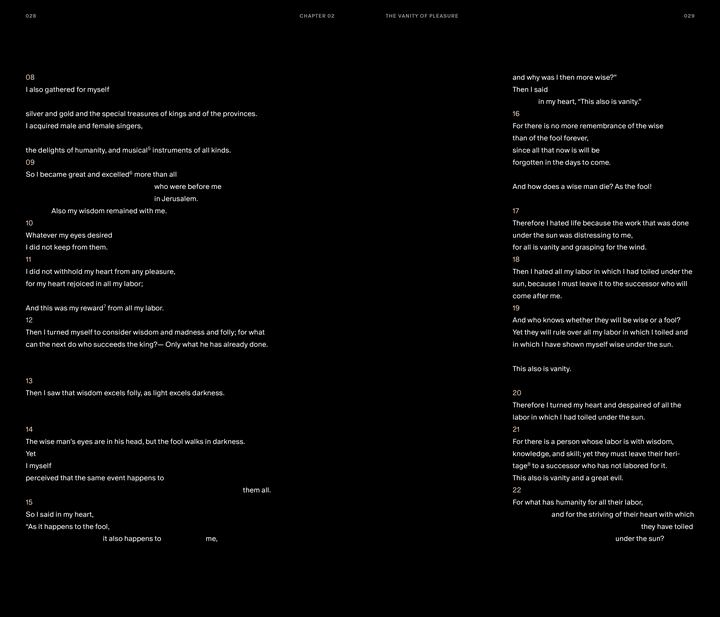 028
CHAPTER 02
THE VANITY OF PLEASURE
029
08
I also gathered for myself
silver and gold and the special treasures of kings and of the provinces.
I acquired male and female singers,
the delights of humanity, and musical⁵ instruments of all kinds.
09
So I became great and excelled⁶ more than all
who were before me
in Jerusalem.
Also my wisdom remained with me.
10
Whatever my eyes desired
I did not keep from them.
11
I did not withhold my heart from any pleasure,
for my heart rejoiced in all my labor;
And this was my reward⁷ from all my labor.
12
Then I turned myself to consider wisdom and madness and folly; for what
can the next do who succeeds the king?— Only what he has already done.
13
Then I saw that wisdom excels folly, as light excels darkness.
14
The wise man's eyes are in his head, but the fool walks in darkness.
Yet
I myself
perceived that the same event happens to
them all.
15
So I said in my heart,
“As it happens to the fool,
it also happens to me,
and why was I then more wise?”
Then I said
in my heart, “This also is vanity.”
16
For there is no more remembrance of the wise
than of the fool forever,
since all that now is will be
forgotten in the days to come.
And how does a wise man die? As the fool!
17
Therefore I hated life because the work that was done
under the sun was distressing to me,
for all is vanity and grasping for the wind.
18
Then I hated all my labor in which I had toiled under the
sun, because I must leave it to the successor who will
come after me.
19
And who knows whether they will be wise or a fool?
Yet they will rule over all my labor in which I toiled and
in which I have shown myself wise under the sun.
This also is vanity.
20
Therefore I turned my heart and despaired of all the
labor in which I had toiled under the sun.
21
For there is a person whose labor is with wisdom,
knowledge, and skill; yet they must leave their heri-
tage⁸ to a successor who has not labored for it.
This also is vanity and a great evil.
22
For what has humanity for all their labor,
and for the striving of their heart with which
they have toiled
under the sun?